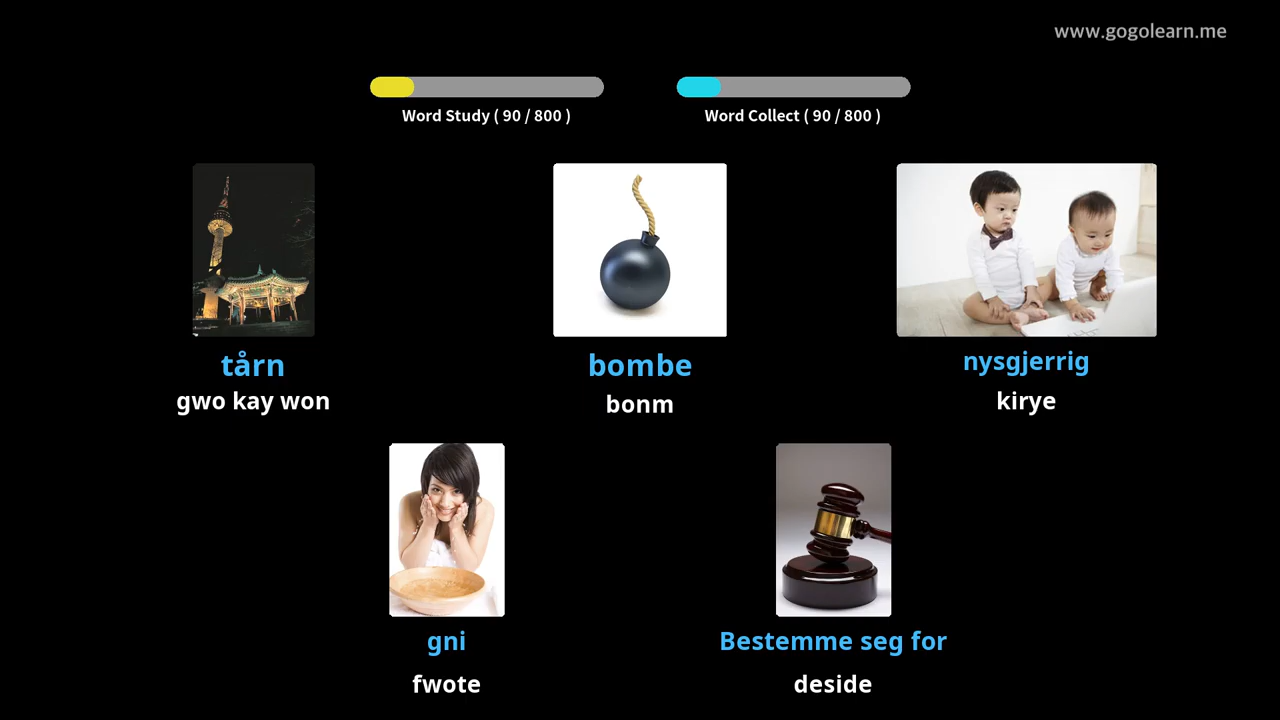 www.gogolearn.me
Word Study ( 90 / 800 )
Word Collect ( 90 / 800 )
tårn
gwo kay won
bombe
bonm
nysgjerrig
kirye
gni
fwote
Bestemme seg for
deside